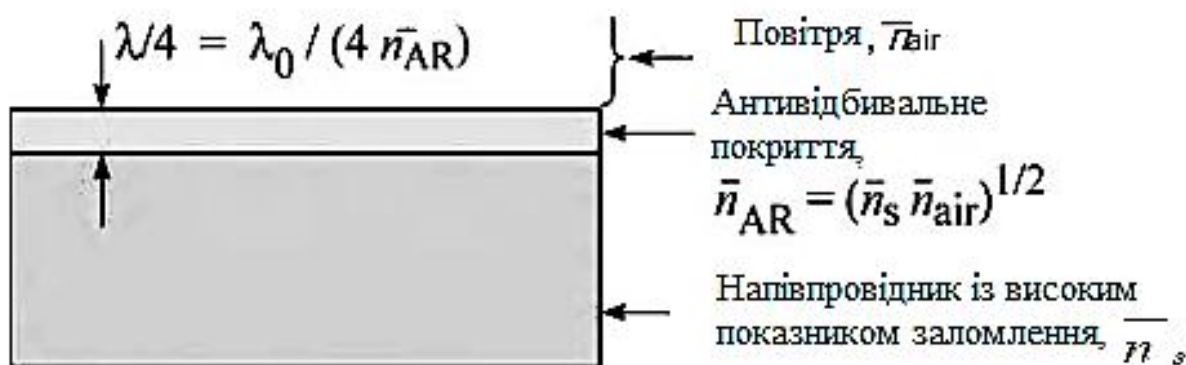 λ/4 = λ₀ / (4 n̄AR)
Повітря, n̄air
Антивідбивальне
покриття,
n̄AR = (n̄s n̄air)1/2
Напівпровідник із високим
показником заломлення, n̄ s